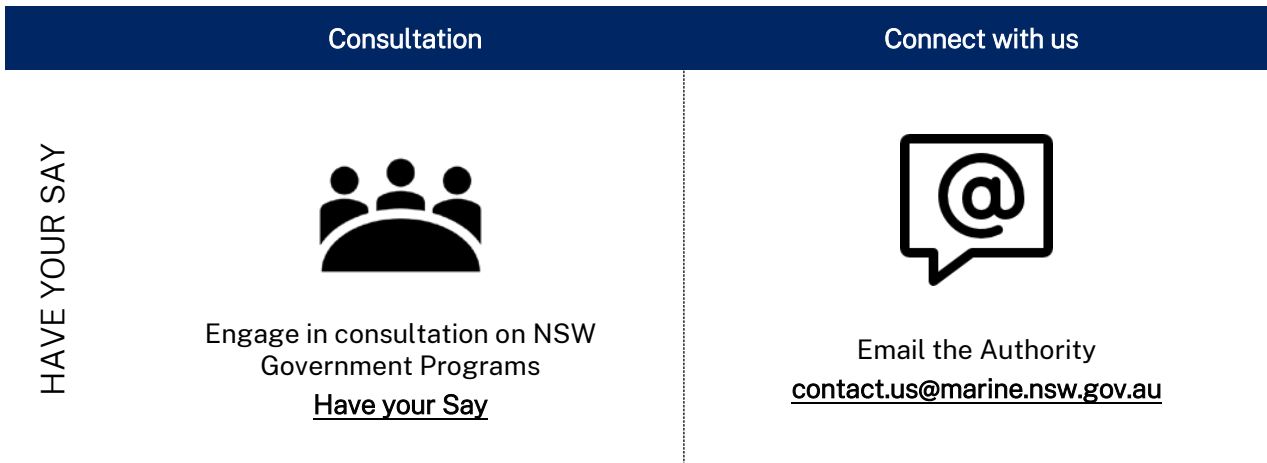 Consultation
Connect with us
HAVE YOUR SAY
Engage in consultation on NSW
Government Programs
Have your Say
Email the Authority
contact.us@marine.nsw.gov.au